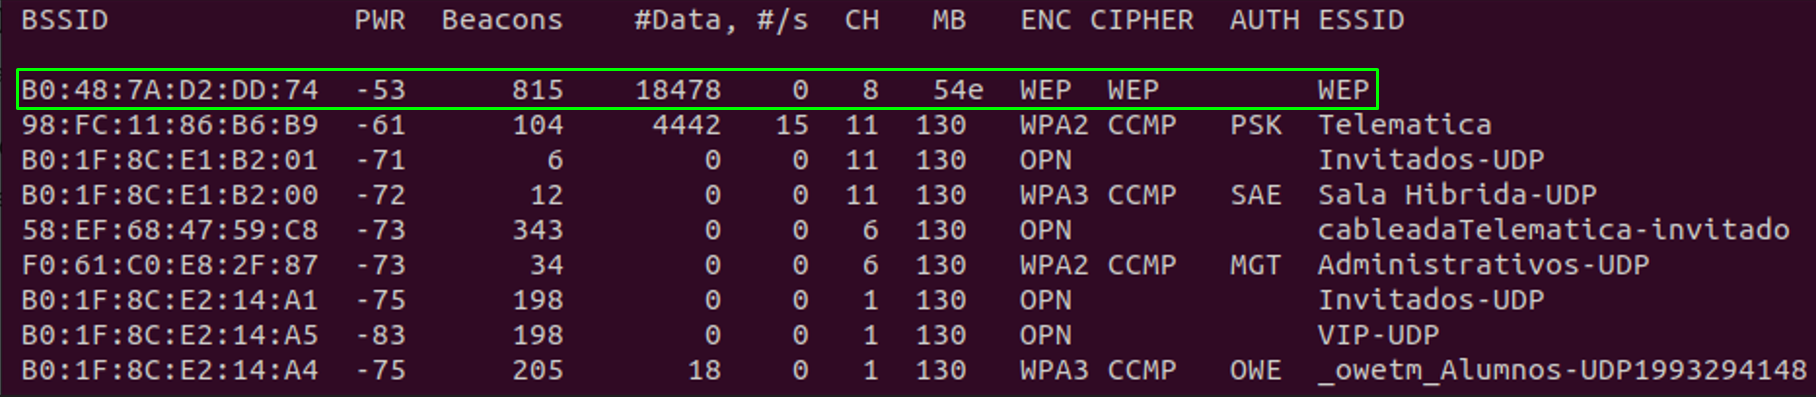 BSSID PWR Beacons #Data, #/s CH MB ENC CIPHER AUTH ESSID
B0:48:7A:D2:DD:74 -53 815 18478 0 8 54e WEP WEP WEP
98:FC:11:86:B6:B9 -61 104 4442 15 11 130 WPA2 CCMP PSK Telematica
B0:1F:8C:E1:B2:01 -71 6 0 0 11 130 OPN Invitados-UDP
B0:1F:8C:E1:B2:00 -72 12 0 0 11 130 WPA3 CCMP SAE Sala Hibrida-UDP
58:EF:68:47:59:C8 -73 343 0 0 6 130 OPN cableadaTelematica-invitado
F0:61:C0:E8:2F:87 -73 34 0 0 6 130 WPA2 CCMP MGT Administrativos-UDP
B0:1F:8C:E2:14:A1 -75 198 0 0 1 130 OPN Invitados-UDP
B0:1F:8C:E2:14:A5 -83 198 0 0 1 130 OPN VIP-UDP
B0:1F:8C:E2:14:A4 -75 205 18 0 1 130 WPA3 CCMP OWE _owetm_Alumnos-UDP1993294148